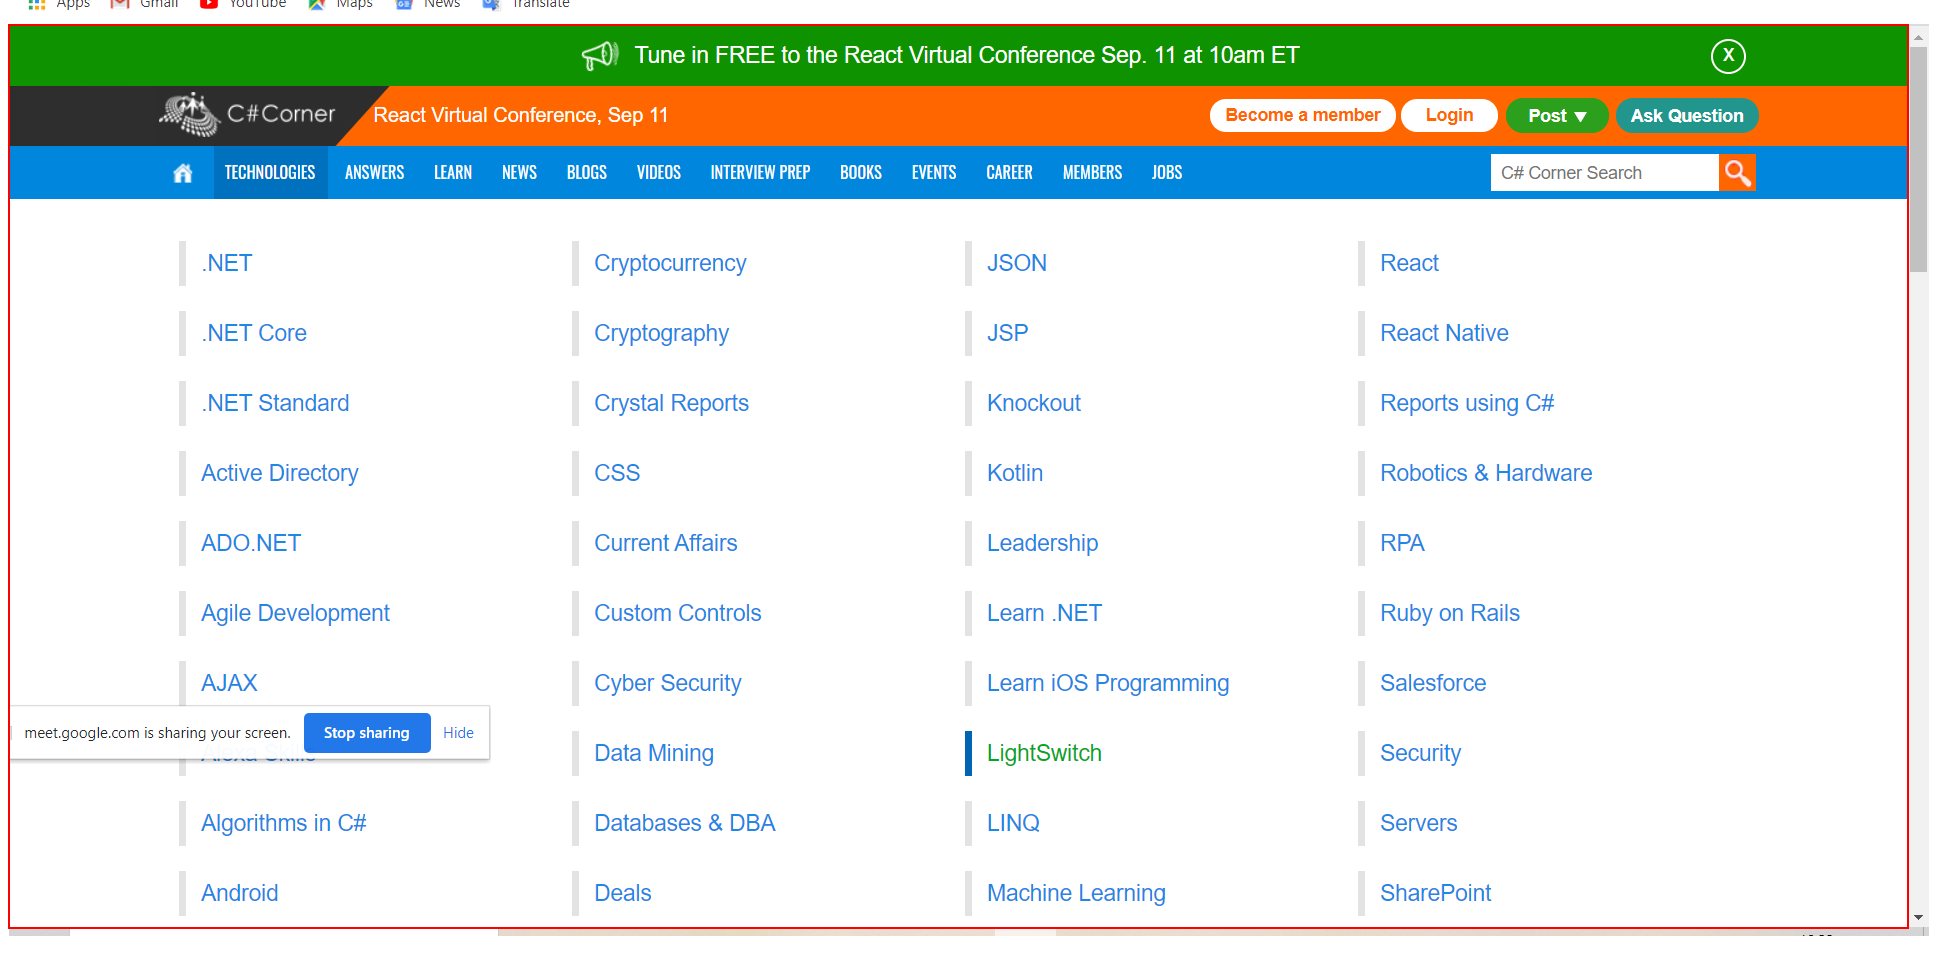 Apps Gmail YouTube Maps News Translate
Tune in FREE to the React Virtual Conference Sep. 11 at 10am ET X
C#Corner React Virtual Conference, Sep 11 Become a member Login Post ▼ Ask Question
TECHNOLOGIES ANSWERS LEARN NEWS BLOGS VIDEOS INTERVIEW PREP BOOKS EVENTS CAREER MEMBERS JOBS C# Corner Search
.NET Cryptocurrency JSON React
.NET Core Cryptography JSP React Native
.NET Standard Crystal Reports Knockout Reports using C#
Active Directory CSS Kotlin Robotics & Hardware
ADO.NET Current Affairs Leadership RPA
Agile Development Custom Controls Learn .NET Ruby on Rails
AJAX Cyber Security Learn iOS Programming Salesforce
meet.google.com is sharing your screen. Stop sharing Hide
Data Mining LightSwitch Security
Algorithms in C# Databases & DBA LINQ Servers
Android Deals Machine Learning SharePoint